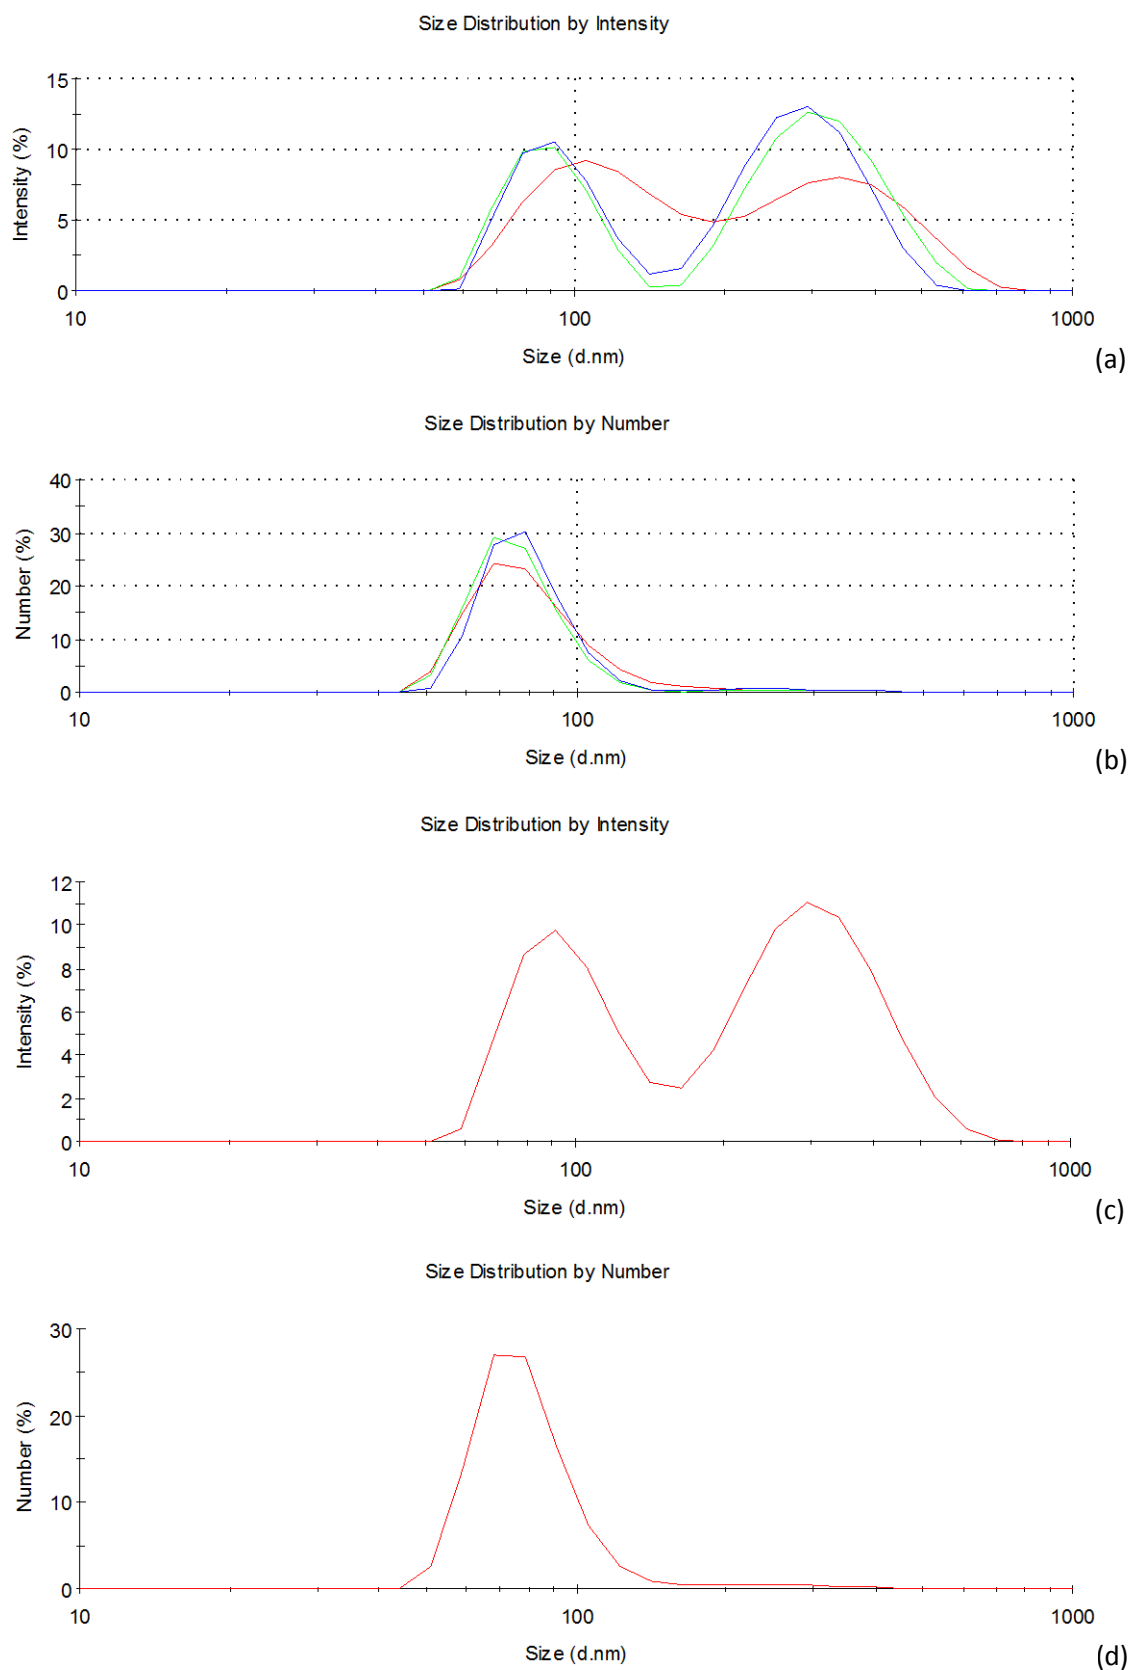 Size Distribution by Intensity
15
10
5
0
Intensity (%)
10 100 1000
Size (d.nm)
(a)
Size Distribution by Number
40
30
20
10
0
Number (%)
10 100 1000
Size (d.nm)
(b)
Size Distribution by Intensity
12
10
8
6
4
2
0
Intensity (%)
10 100 1000
Size (d.nm)
(c)
Size Distribution by Number
30
20
10
0
Number (%)
10 100 1000
Size (d.nm)
(d)